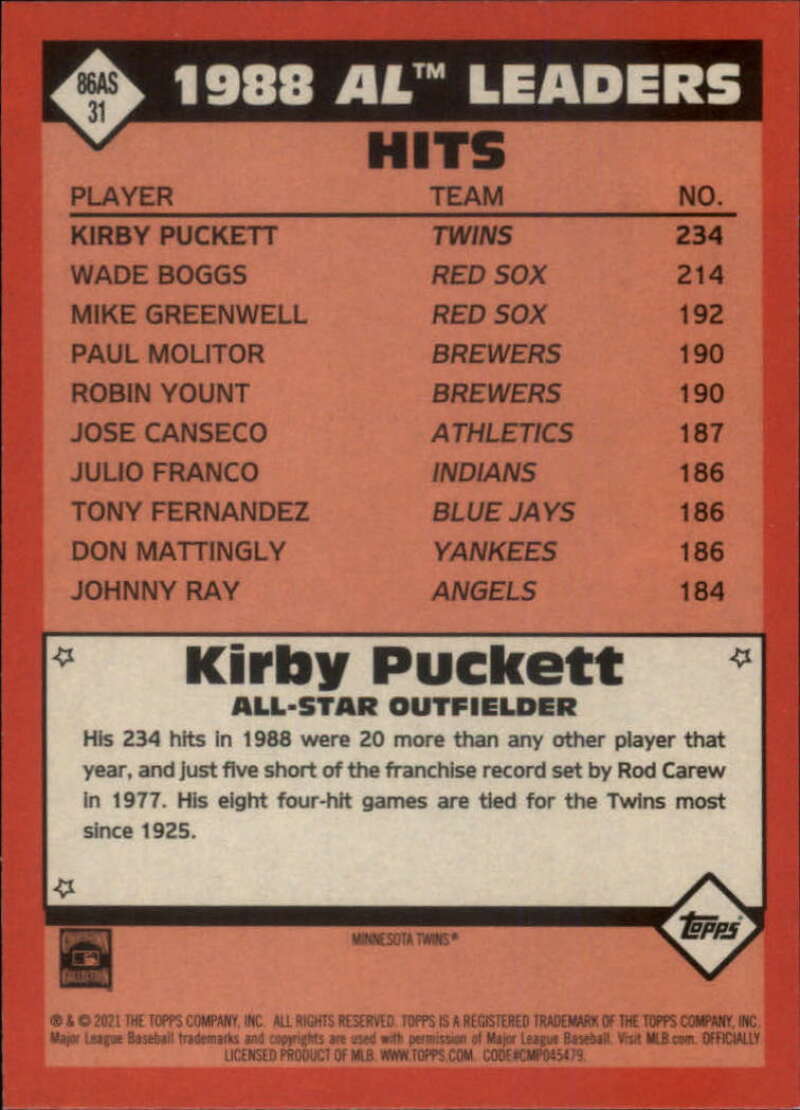 86AS
31
1988 AL™ LEADERS
HITS
PLAYER TEAM NO.
KIRBY PUCKETT TWINS 234
WADE BOGGS RED SOX 214
MIKE GREENWELL RED SOX 192
PAUL MOLITOR BREWERS 190
ROBIN YOUNT BREWERS 190
JOSE CANSECO ATHLETICS 187
JULIO FRANCO INDIANS 186
TONY FERNANDEZ BLUE JAYS 186
DON MATTINGLY YANKEES 186
JOHNNY RAY ANGELS 184
Kirby Puckett
ALL-STAR OUTFIELDER
His 234 hits in 1988 were 20 more than any other player that
year, and just five short of the franchise record set by Rod Carew
in 1977. His eight four-hit games are tied for the Twins most
since 1925.
Topps
MINNESOTA TWINS®
COLLECTION
® & © 2021 THE TOPPS COMPANY, INC. ALL RIGHTS RESERVED. TOPPS IS A REGISTERED TRADEMARK OF THE TOPPS COMPANY, INC.
Major League Baseball trademarks and copyrights are used with permission of Major League Baseball. Visit MLB.com. OFFICIALLY
LICENSED PRODUCT OF MLB. WWW.TOPPS.COM. CODE#CMP045479.